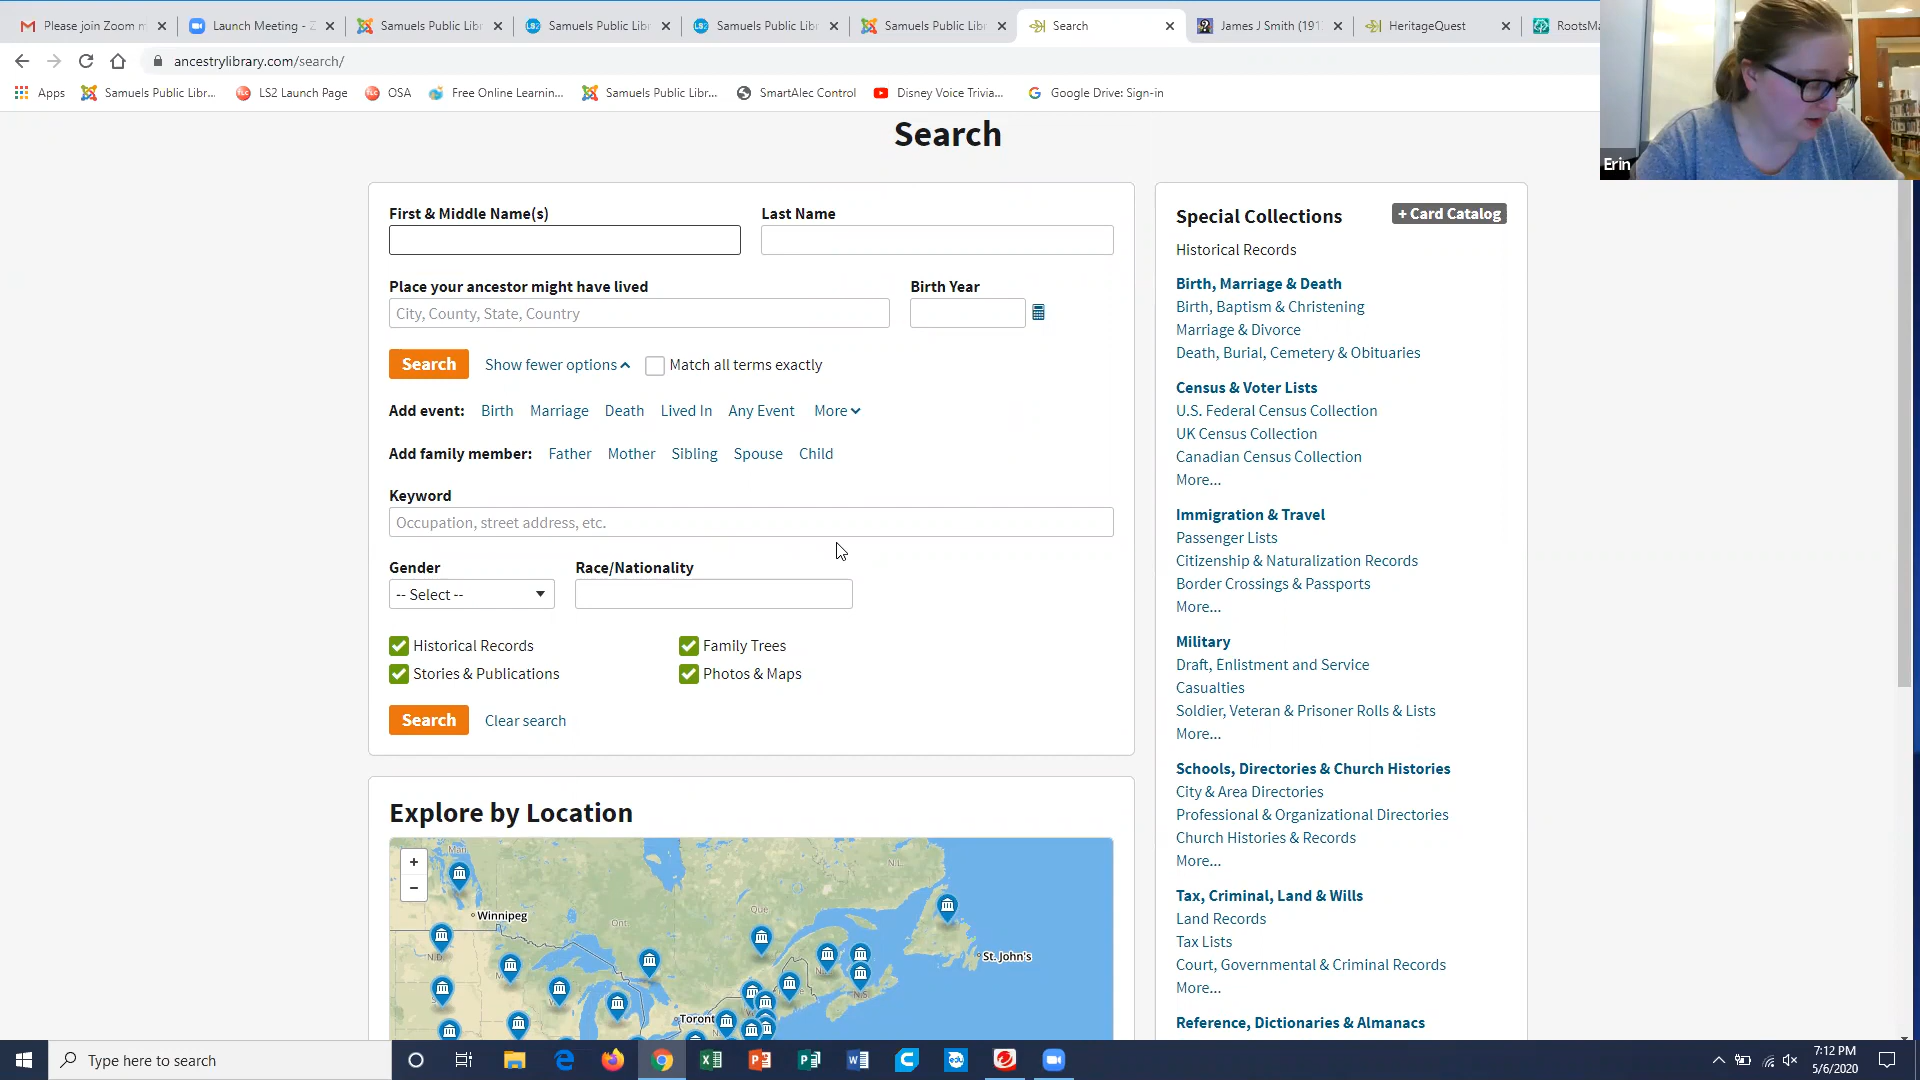 Please join Zoom m
Launch Meeting - Z
Samuels Public Libr
Samuels Public Libr
Samuels Public Libr
Samuels Public Libr
Search
James J Smith (191
HeritageQuest
RootsMa
ancestrylibrary.com/search/
Apps
Samuels Public Libr...
LS2 Launch Page
OSA
Free Online Learnin...
Samuels Public Libr...
SmartAlec Control
Disney Voice Trivia...
Google Drive: Sign-in
Erin
Search
First & Middle Name(s)
Last Name
Place your ancestor might have lived
Birth Year
City, County, State, Country
Search
Show fewer options
Match all terms exactly
Add event: Birth Marriage Death Lived In Any Event More
Add family member: Father Mother Sibling Spouse Child
Keyword
Occupation, street address, etc.
Gender
Race/Nationality
-- Select --
Historical Records
Family Trees
Stories & Publications
Photos & Maps
Search
Clear search
Explore by Location
+
−
Man.
Winnipeg
Ont.
Que
N.L.
St. John's
N.D.
N.S.
Toront
Special Collections
+ Card Catalog
Historical Records
Birth, Marriage & Death
Birth, Baptism & Christening
Marriage & Divorce
Death, Burial, Cemetery & Obituaries
Census & Voter Lists
U.S. Federal Census Collection
UK Census Collection
Canadian Census Collection
More...
Immigration & Travel
Passenger Lists
Citizenship & Naturalization Records
Border Crossings & Passports
More...
Military
Draft, Enlistment and Service
Casualties
Soldier, Veteran & Prisoner Rolls & Lists
More...
Schools, Directories & Church Histories
City & Area Directories
Professional & Organizational Directories
Church Histories & Records
More...
Tax, Criminal, Land & Wills
Land Records
Tax Lists
Court, Governmental & Criminal Records
More...
Reference, Dictionaries & Almanacs
Type here to search
7:12 PM
5/6/2020